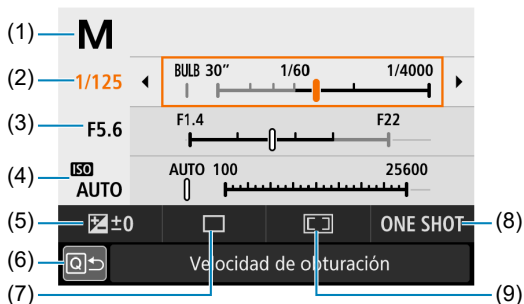 (1) M
BULB 30" 1/60 1/4000
(2) 1/125
F1.4 F22
(3) F5.6
AUTO 100 25600
(4) ISO
AUTO
(5) ±0 ONE SHOT (8)
(6) Q Velocidad de obturación
(7) (9)